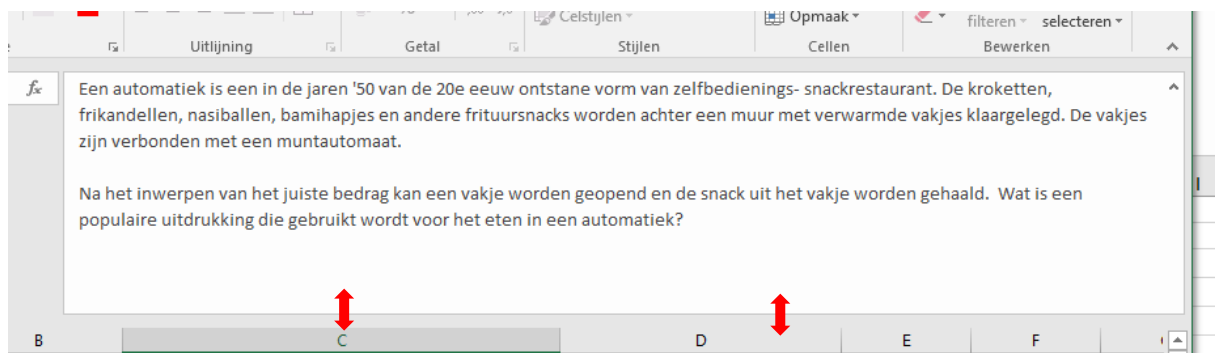 Celstijlen
Opmaak
filteren selecteren
Uitlijning Getal Stijlen Cellen Bewerken
fx
Een automatiek is een in de jaren '50 van de 20e eeuw ontstane vorm van zelfbedienings- snackrestaurant. De kroketten,
frikandellen, nasiballen, bamihapjes en andere frituursnacks worden achter een muur met verwarmde vakjes klaargelegd. De vakjes
zijn verbonden met een muntautomaat.
Na het inwerpen van het juiste bedrag kan een vakje worden geopend en de snack uit het vakje worden gehaald.  Wat is een
populaire uitdrukking die gebruikt wordt voor het eten in een automatiek?
B C D E F